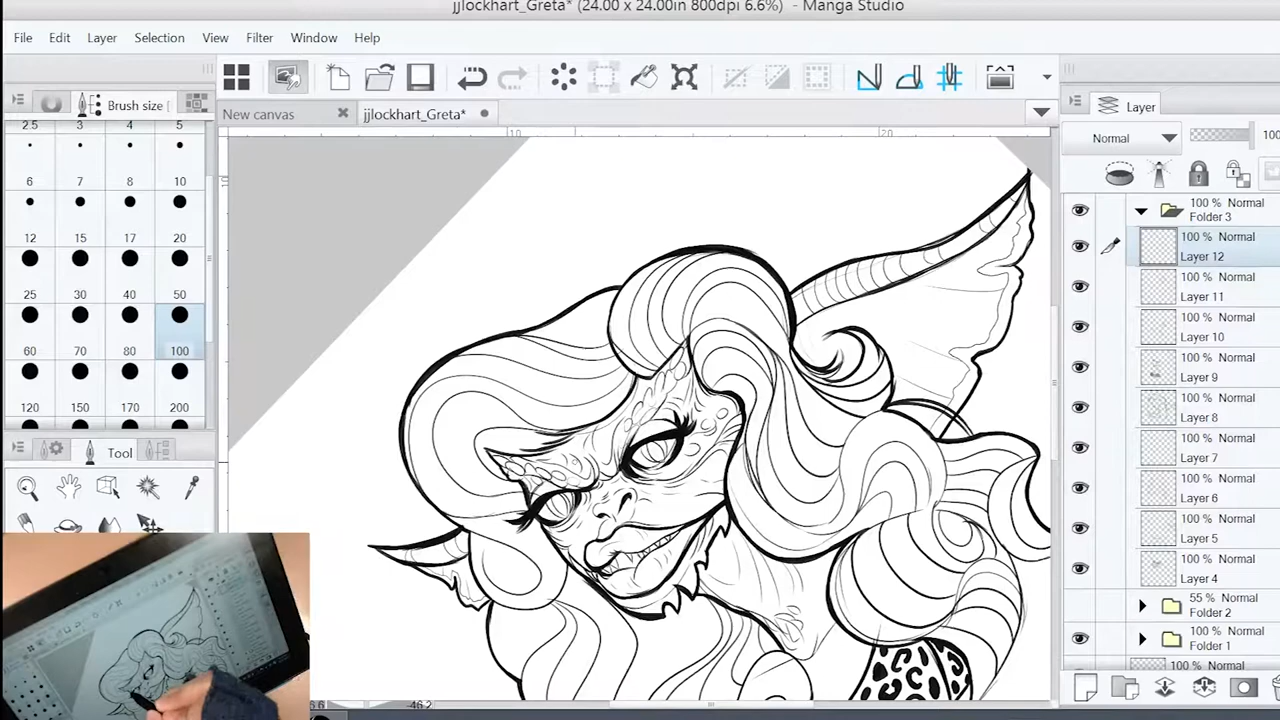 jjlockhart_Greta* (24.00 x 24.00in 800dpi 6.6%) - Manga Studio
File Edit Layer Selection View Filter Window Help
Brush size [
New canvas
jjlockhart_Greta*
Layer
10
20
Normal
100
2.5 3 4 5
6 7 8 10
12 15 17 20
25 30 40 50
60 70 80 100
120 150 170 200
Tool
100 % Normal
Folder 3
100 % Normal
Layer 12
100 % Normal
Layer 11
100 % Normal
Layer 10
100 % Normal
Layer 9
100 % Normal
Layer 8
100 % Normal
Layer 7
100 % Normal
Layer 6
100 % Normal
Layer 5
100 % Normal
Layer 4
55 % Normal
Folder 2
100 % Normal
Folder 1
100 % Normal
-46.2